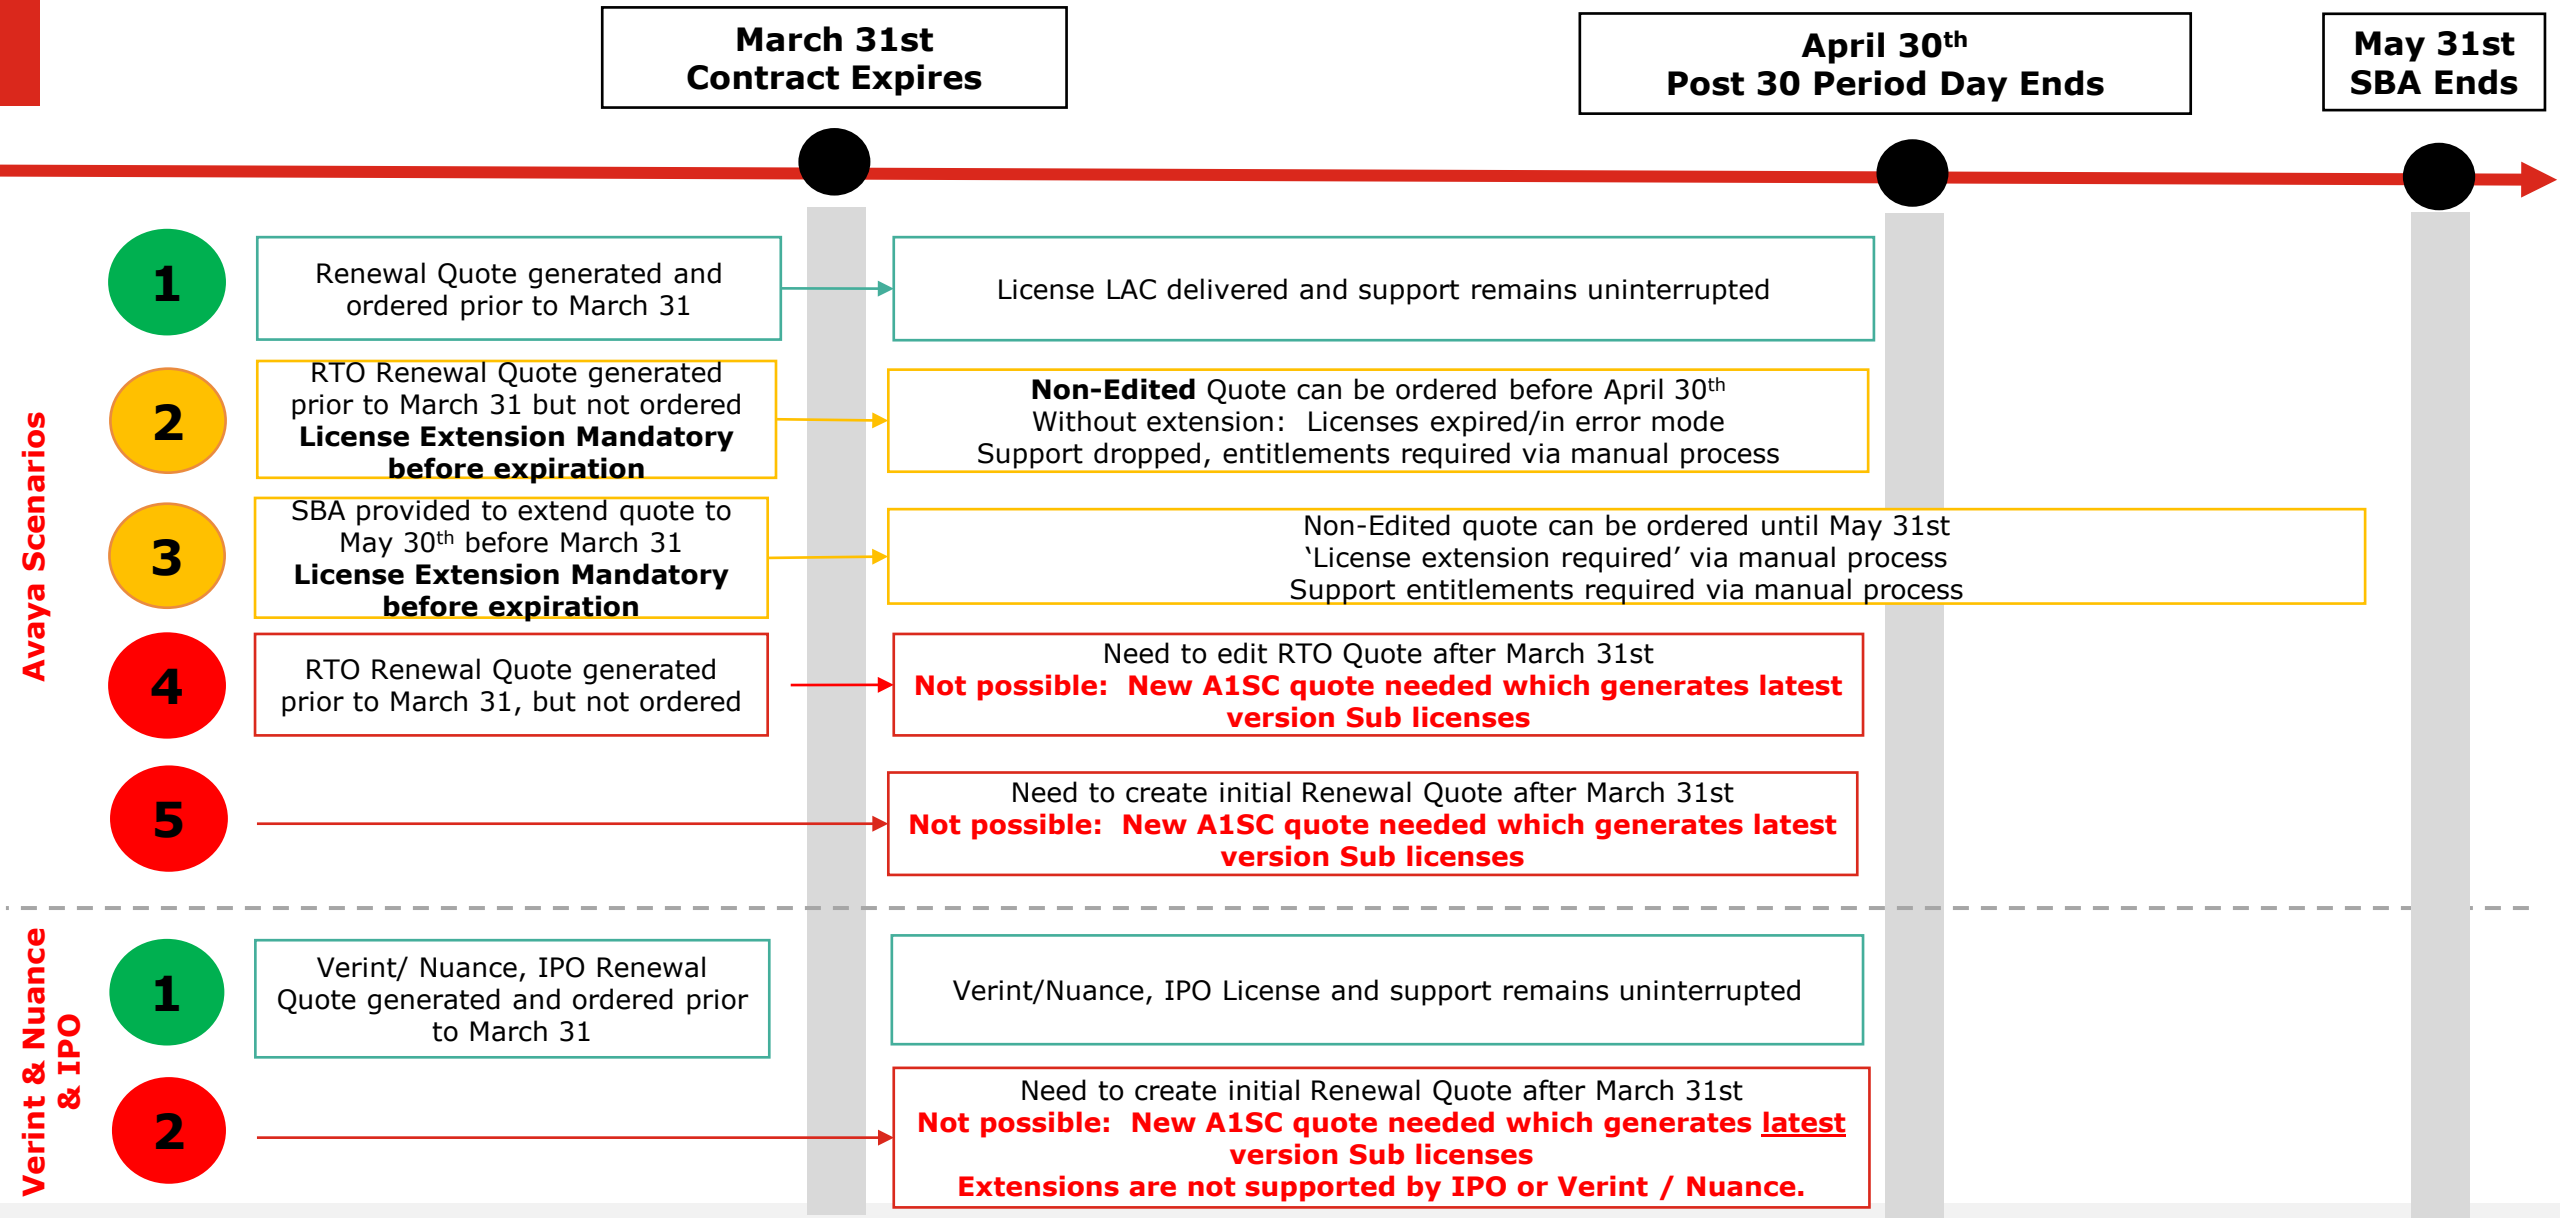 March 31st
Contract Expires
April 30th
Post 30 Period Day Ends
May 31st
SBA Ends
Avaya Scenarios
1
Renewal Quote generated and
ordered prior to March 31
License LAC delivered and support remains uninterrupted
2
RTO Renewal Quote generated
prior to March 31 but not ordered
License Extension Mandatory
before expiration
Non-Edited Quote can be ordered before April 30th
Without extension:  Licenses expired/in error mode
Support dropped, entitlements required via manual process
3
SBA provided to extend quote to
May 30th before March 31
License Extension Mandatory
before expiration
Non-Edited quote can be ordered until May 31st
‘License extension required’ via manual process
Support entitlements required via manual process
4
RTO Renewal Quote generated
prior to March 31, but not ordered
Need to edit RTO Quote after March 31st
Not possible:  New A1SC quote needed which generates latest
version Sub licenses
5
Need to create initial Renewal Quote after March 31st
Not possible:  New A1SC quote needed which generates latest
version Sub licenses
Verint & Nuance
& IPO
1
Verint/ Nuance, IPO Renewal
Quote generated and ordered prior
to March 31
Verint/Nuance, IPO License and support remains uninterrupted
2
Need to create initial Renewal Quote after March 31st
Not possible:  New A1SC quote needed which generates latest
version Sub licenses
Extensions are not supported by IPO or Verint / Nuance.